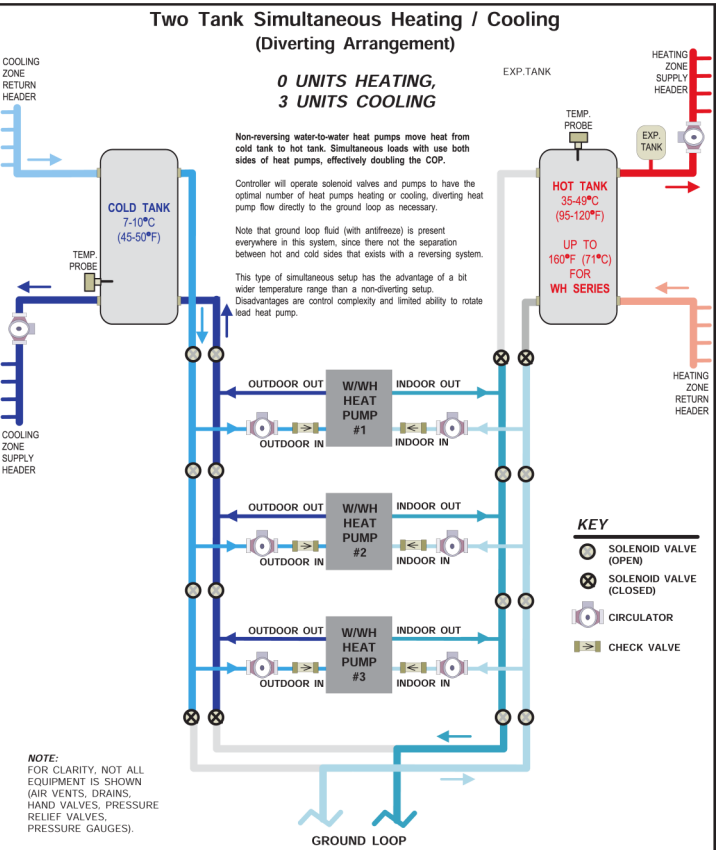 Two Tank Simultaneous Heating / Cooling
(Diverting Arrangement)
COOLING
ZONE
RETURN
HEADER
0 UNITS HEATING,
3 UNITS COOLING
EXP.TANK
HEATING
ZONE
SUPPLY
HEADER
TEMP.
PROBE
EXP.
TANK
Non-reversing water-to-water heat pumps move heat from
cold tank to hot tank. Simultaneous loads with use both
sides of heat pumps, effectively doubling the COP.
Controller will operate solenoid valves and pumps to have the
optimal number of heat pumps heating or cooling, diverting heat
pump flow directly to the ground loop as necessary.
Note that ground loop fluid (with antifreeze) is present
everywhere in this system, since there not the separation
between hot and cold sides that exists with a reversing system.
This type of simultaneous setup has the advantage of a bit
wider temperature range than a non-diverting setup.
Disadvantages are control complexity and limited ability to rotate
lead heat pump.
COLD TANK
7-10°C
(45-50°F)
TEMP.
PROBE
HOT TANK
35-49°C
(95-120°F)
UP TO
160°F (71°C)
FOR
WH SERIES
COOLING
ZONE
SUPPLY
HEADER
HEATING
ZONE
RETURN
HEADER
OUTDOOR OUT
W/WH
HEAT
PUMP
#1
INDOOR OUT
OUTDOOR IN
INDOOR IN
OUTDOOR OUT
W/WH
HEAT
PUMP
#2
INDOOR OUT
OUTDOOR IN
INDOOR IN
OUTDOOR OUT
W/WH
HEAT
PUMP
#3
INDOOR OUT
OUTDOOR IN
INDOOR IN
KEY
SOLENOID VALVE
(OPEN)
SOLENOID VALVE
(CLOSED)
CIRCULATOR
CHECK VALVE
NOTE:
FOR CLARITY, NOT ALL
EQUIPMENT IS SHOWN
(AIR VENTS, DRAINS,
HAND VALVES, PRESSURE
RELIEF VALVES,
PRESSURE GAUGES).
GROUND LOOP